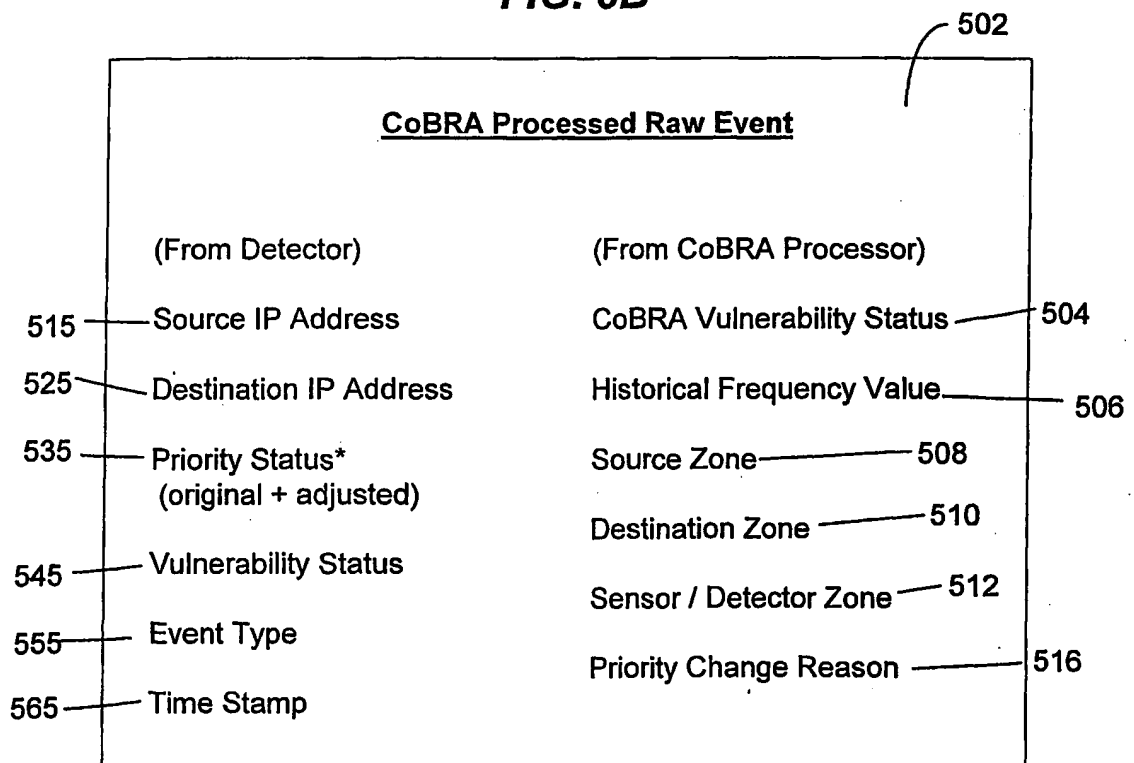 502
CoBRA Processed Raw Event
(From Detector) (From CoBRA Processor)
515 Source IP Address CoBRA Vulnerability Status 504
525 Destination IP Address Historical Frequency Value 506
535 Priority Status* Source Zone 508
(original + adjusted)
Destination Zone 510
545 Vulnerability Status
Sensor / Detector Zone 512
555 Event Type
Priority Change Reason 516
565 Time Stamp